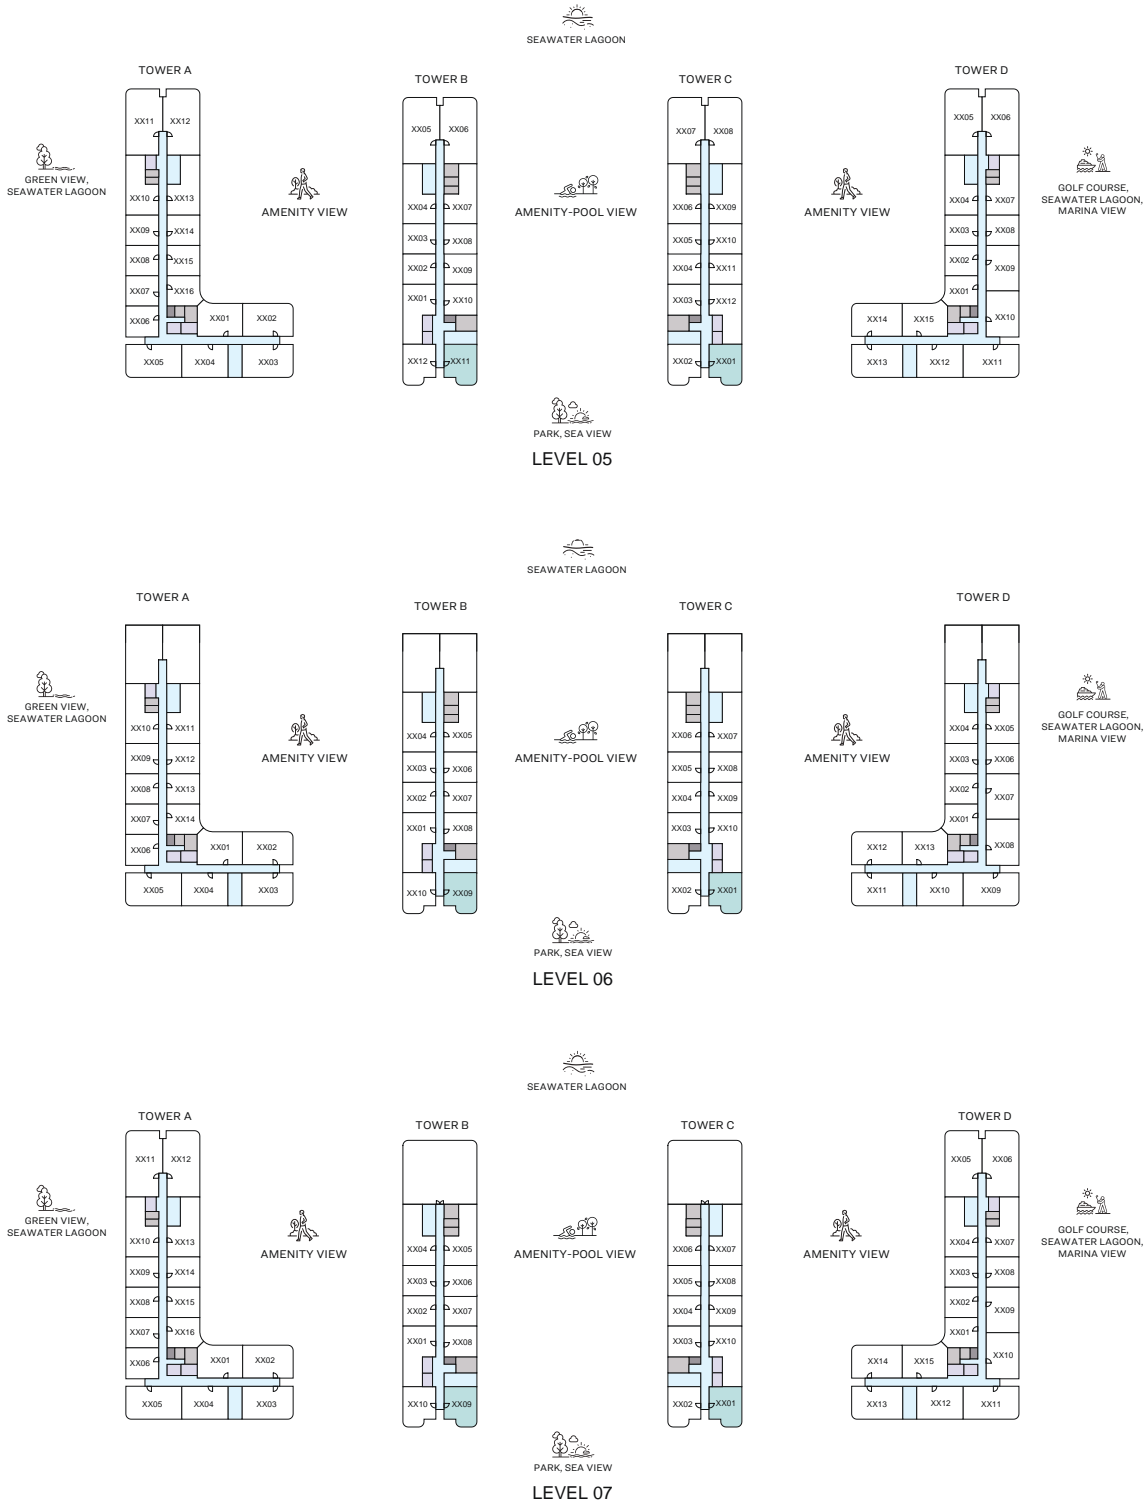 SEAWATER LAGOON
TOWER A
TOWER B
TOWER C
TOWER D
XX11 XX12
XX05 XX06
XX07 XX08
XX05 XX06
GREEN VIEW,
SEAWATER LAGOON
AMENITY VIEW
AMENITY-POOL VIEW
AMENITY VIEW
GOLF COURSE,
SEAWATER LAGOON,
MARINA VIEW
XX10 XX13
XX04 XX07
XX06 XX09
XX04 XX07
XX09 XX14
XX03 XX08
XX05 XX10
XX03 XX08
XX08 XX15
XX02 XX09
XX04 XX11
XX02 XX09
XX07 XX16
XX01 XX10
XX03 XX12
XX01
XX06 XX01 XX02
XX14 XX15 XX10
XX05 XX04 XX03
XX12 XX11
XX02 XX01
XX13 XX12 XX11
PARK, SEA VIEW
LEVEL 05
SEAWATER LAGOON
TOWER A
TOWER B
TOWER C
TOWER D
GREEN VIEW,
SEAWATER LAGOON
AMENITY VIEW
AMENITY-POOL VIEW
AMENITY VIEW
GOLF COURSE,
SEAWATER LAGOON,
MARINA VIEW
XX10 XX11
XX04 XX05
XX06 XX07
XX04 XX05
XX09 XX12
XX03 XX06
XX05 XX08
XX03 XX06
XX08 XX13
XX02 XX07
XX04 XX09
XX02 XX07
XX07 XX14
XX01 XX08
XX03 XX10
XX01
XX06 XX01 XX02
XX12 XX13 XX08
XX05 XX04 XX03
XX10 XX09
XX02 XX01
XX11 XX10 XX09
PARK, SEA VIEW
LEVEL 06
SEAWATER LAGOON
TOWER A
TOWER B
TOWER C
TOWER D
XX11 XX12
XX05 XX06
GREEN VIEW,
SEAWATER LAGOON
AMENITY VIEW
AMENITY-POOL VIEW
AMENITY VIEW
GOLF COURSE,
SEAWATER LAGOON,
MARINA VIEW
XX10 XX13
XX04 XX05
XX06 XX07
XX04 XX07
XX09 XX14
XX03 XX06
XX05 XX08
XX03 XX08
XX08 XX15
XX02 XX07
XX04 XX09
XX02 XX09
XX07 XX16
XX01 XX08
XX03 XX10
XX01
XX06 XX01 XX02
XX14 XX15 XX10
XX05 XX04 XX03
XX10 XX09
XX02 XX01
XX13 XX12 XX11
PARK, SEA VIEW
LEVEL 07